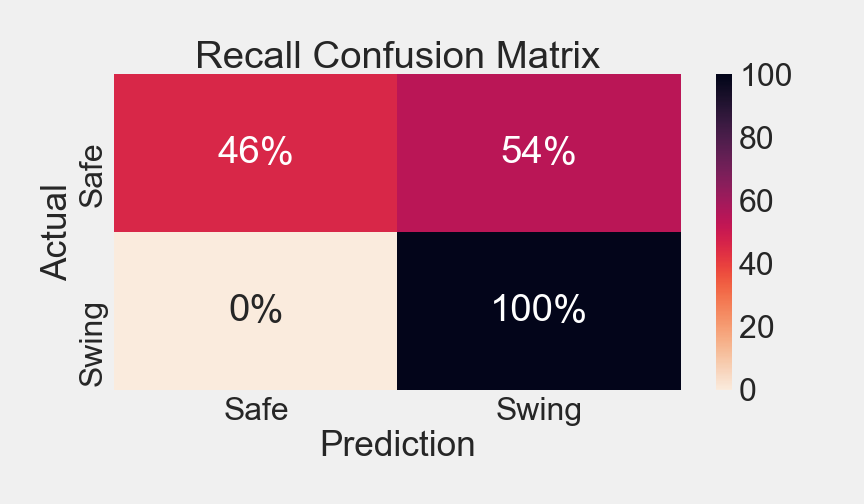 Recall Confusion Matrix
Actual
Safe
46%
54%
Swing
0%
100%
Safe
Swing
Prediction
100
80
60
40
20
0